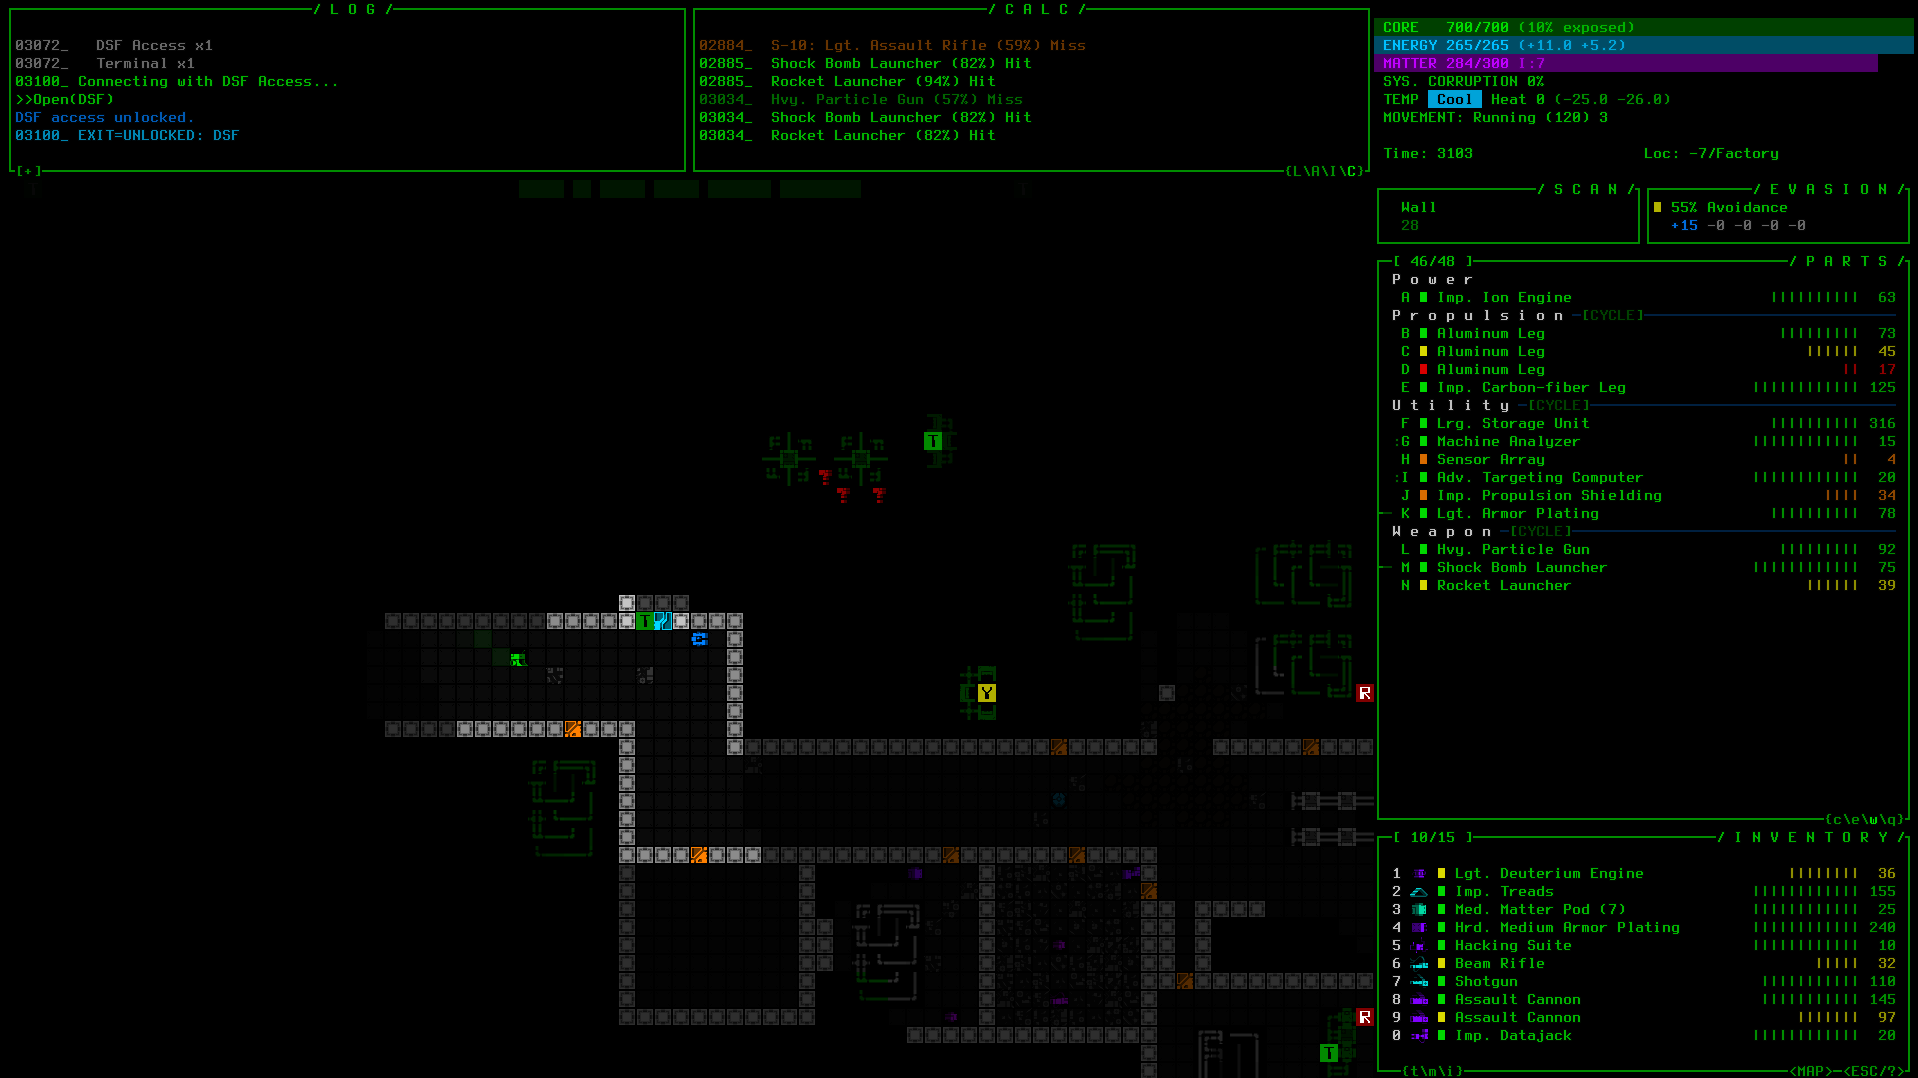 / L O G /
03072_   DSF Access x1
03072_   Terminal x1
03100_ Connecting with DSF Access...
>>Open(DSF)
DSF access unlocked.
03100_ EXIT=UNLOCKED: DSF
[+]
/ C A L C /
02884_  S-10: Lgt. Assault Rifle (59%) Miss
02885_  Shock Bomb Launcher (82%) Hit
02885_  Rocket Launcher (94%) Hit
03034_  Hvy. Particle Gun (57%) Miss
03034_  Shock Bomb Launcher (82%) Hit
03034_  Rocket Launcher (82%) Hit
{L\A\I\C}
CORE   700/700 (10% exposed)
ENERGY 265/265 (+11.0 +5.2)
MATTER 284/300 I:7
SYS. CORRUPTION 0%
TEMP Cool Heat 0 (-25.0 -26.0)
MOVEMENT: Running (120) 3
Time: 3103
Loc: -7/Factory
/ S C A N /
Wall
28
/ E V A S I O N /
55% Avoidance
+15 -0 -0 -0 -0
[ 46/48 ] / P A R T S /
P o w e r
A Imp. Ion Engine 63
P r o p u l s i o n [CYCLE]
B Aluminum Leg 73
C Aluminum Leg 45
D Aluminum Leg 17
E Imp. Carbon-fiber Leg 125
U t i l i t y [CYCLE]
F Lrg. Storage Unit 316
:G Machine Analyzer 15
H Sensor Array 4
:I Adv. Targeting Computer 20
J Imp. Propulsion Shielding 34
K Lgt. Armor Plating 78
W e a p o n [CYCLE]
L Hvy. Particle Gun 92
M Shock Bomb Launcher 75
N Rocket Launcher 39
{c\e\w\q}
[ 10/15 ] / I N V E N T O R Y /
1 Lgt. Deuterium Engine 36
2 Imp. Treads 155
3 Med. Matter Pod (7) 25
4 Hrd. Medium Armor Plating 240
5 Hacking Suite 10
6 Beam Rifle 32
7 Shotgun 110
8 Assault Cannon 145
9 Assault Cannon 97
0 Imp. Datajack 20
{t\m\i} <MAP> <ESC/?>
T
T
Y
R
R
T